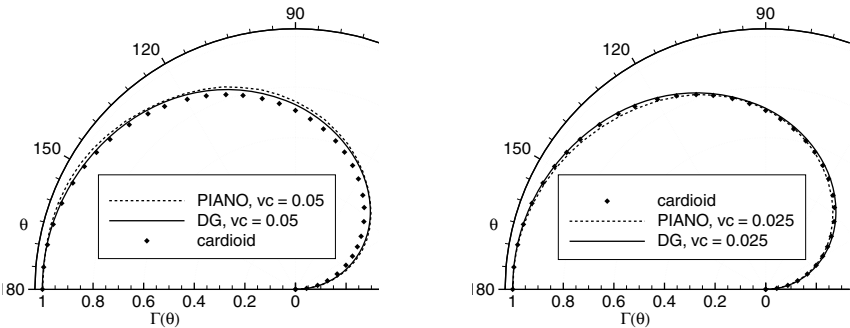 90
120
150
θ
PIANO, vc = 0.05
DG, vc = 0.05
cardioid
80
1 0.8 0.6 0.4 0.2 0
Γ(θ)
90
120
150
θ
cardioid
PIANO, vc = 0.025
DG, vc = 0.025
80
1 0.8 0.6 0.4 0.2 0
Γ(θ)